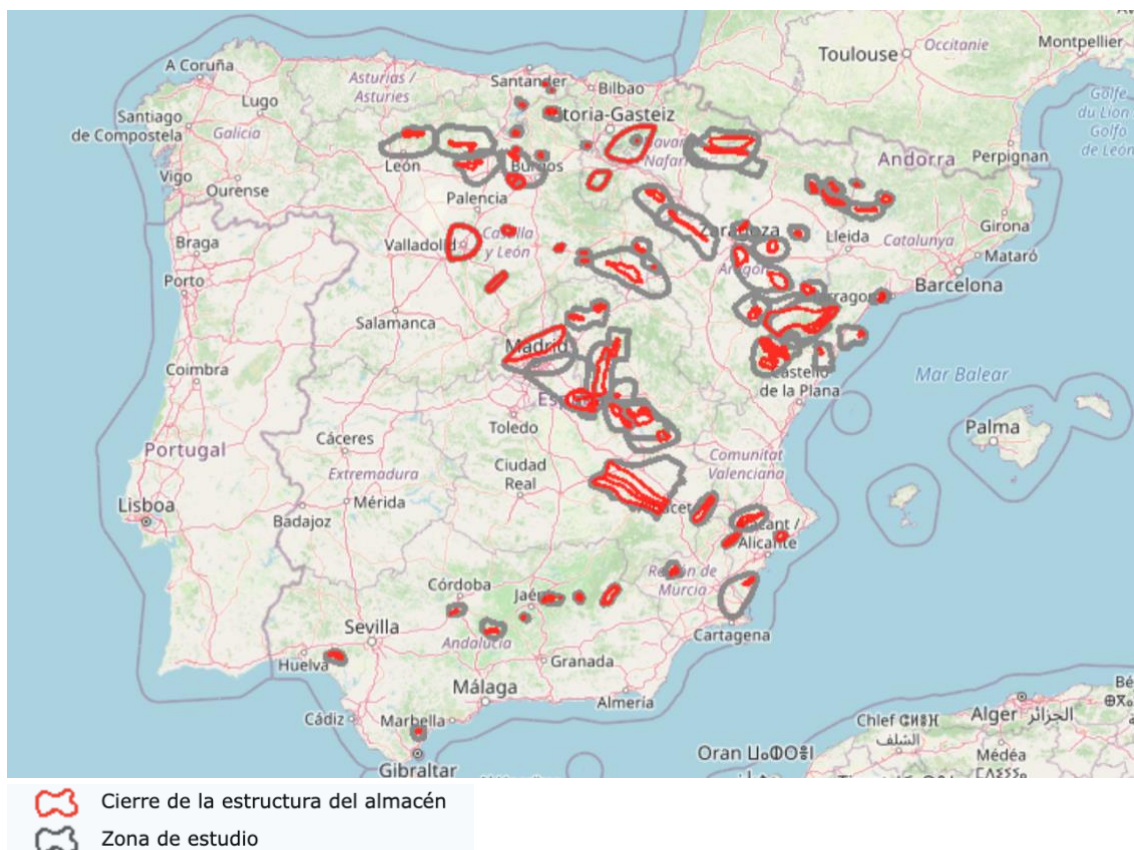 Toulouse
Occitanie
Montpellier
A Coruña
Asturias /
Asturies
Santander
Bilbao
Golfe
du Lion
Golfo
de León
Lugo
Santiago
de Compostela
Galicia
toria-Gasteiz
León
Burgos
Andorra
Perpignan
Vigo
Ourense
Palencia
Girona
Zaragoza
Lleida
Catalunya
Mataró
Braga
Valladolid
y León
Aragón
Barcelona
Porto
Salamanca
Madrid
Castelló
de la Plana
Mar Balear
Coimbra
Palma
Toledo
Cáceres
Portugal
Ciudad
Real
Comunitat
Valenciana
Extremadura
Mérida
Lisboa
Badajoz
Alicante
Región de
Murcia
Córdoba
Sevilla
Andalucía
Cartagena
Huelva
Granada
Málaga
Almería
Cádiz
Marbella
Chlef
Alger
الجزائر
الشلف
Gibraltar
Oran
Médéa
Cierre de la estructura del almacén
Zona de estudio